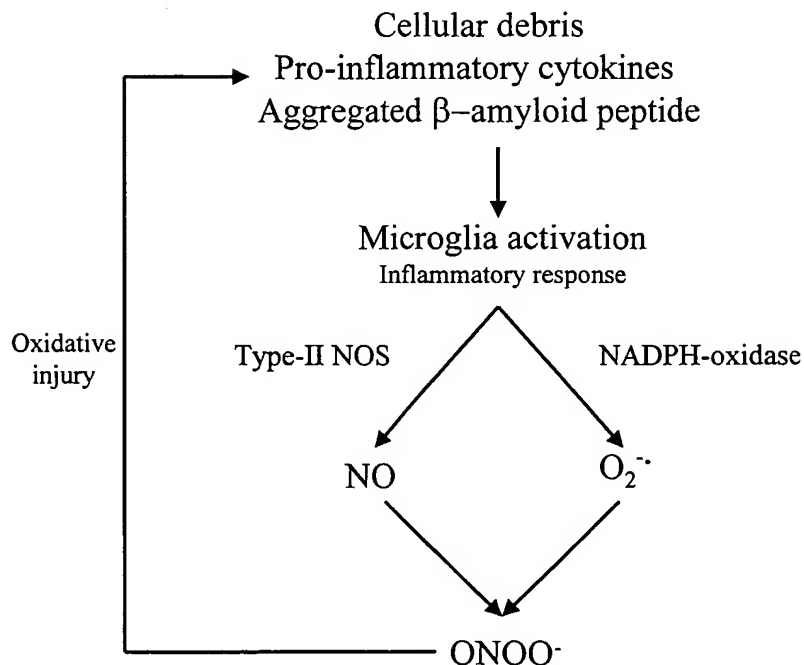 Cellular debris
Pro-inflammatory cytokines
Aggregated β–amyloid peptide
Microglia activation
Inflammatory response
Oxidative
injury
Type-II NOS
NADPH-oxidase
NO
O₂⁻·
ONOO⁻